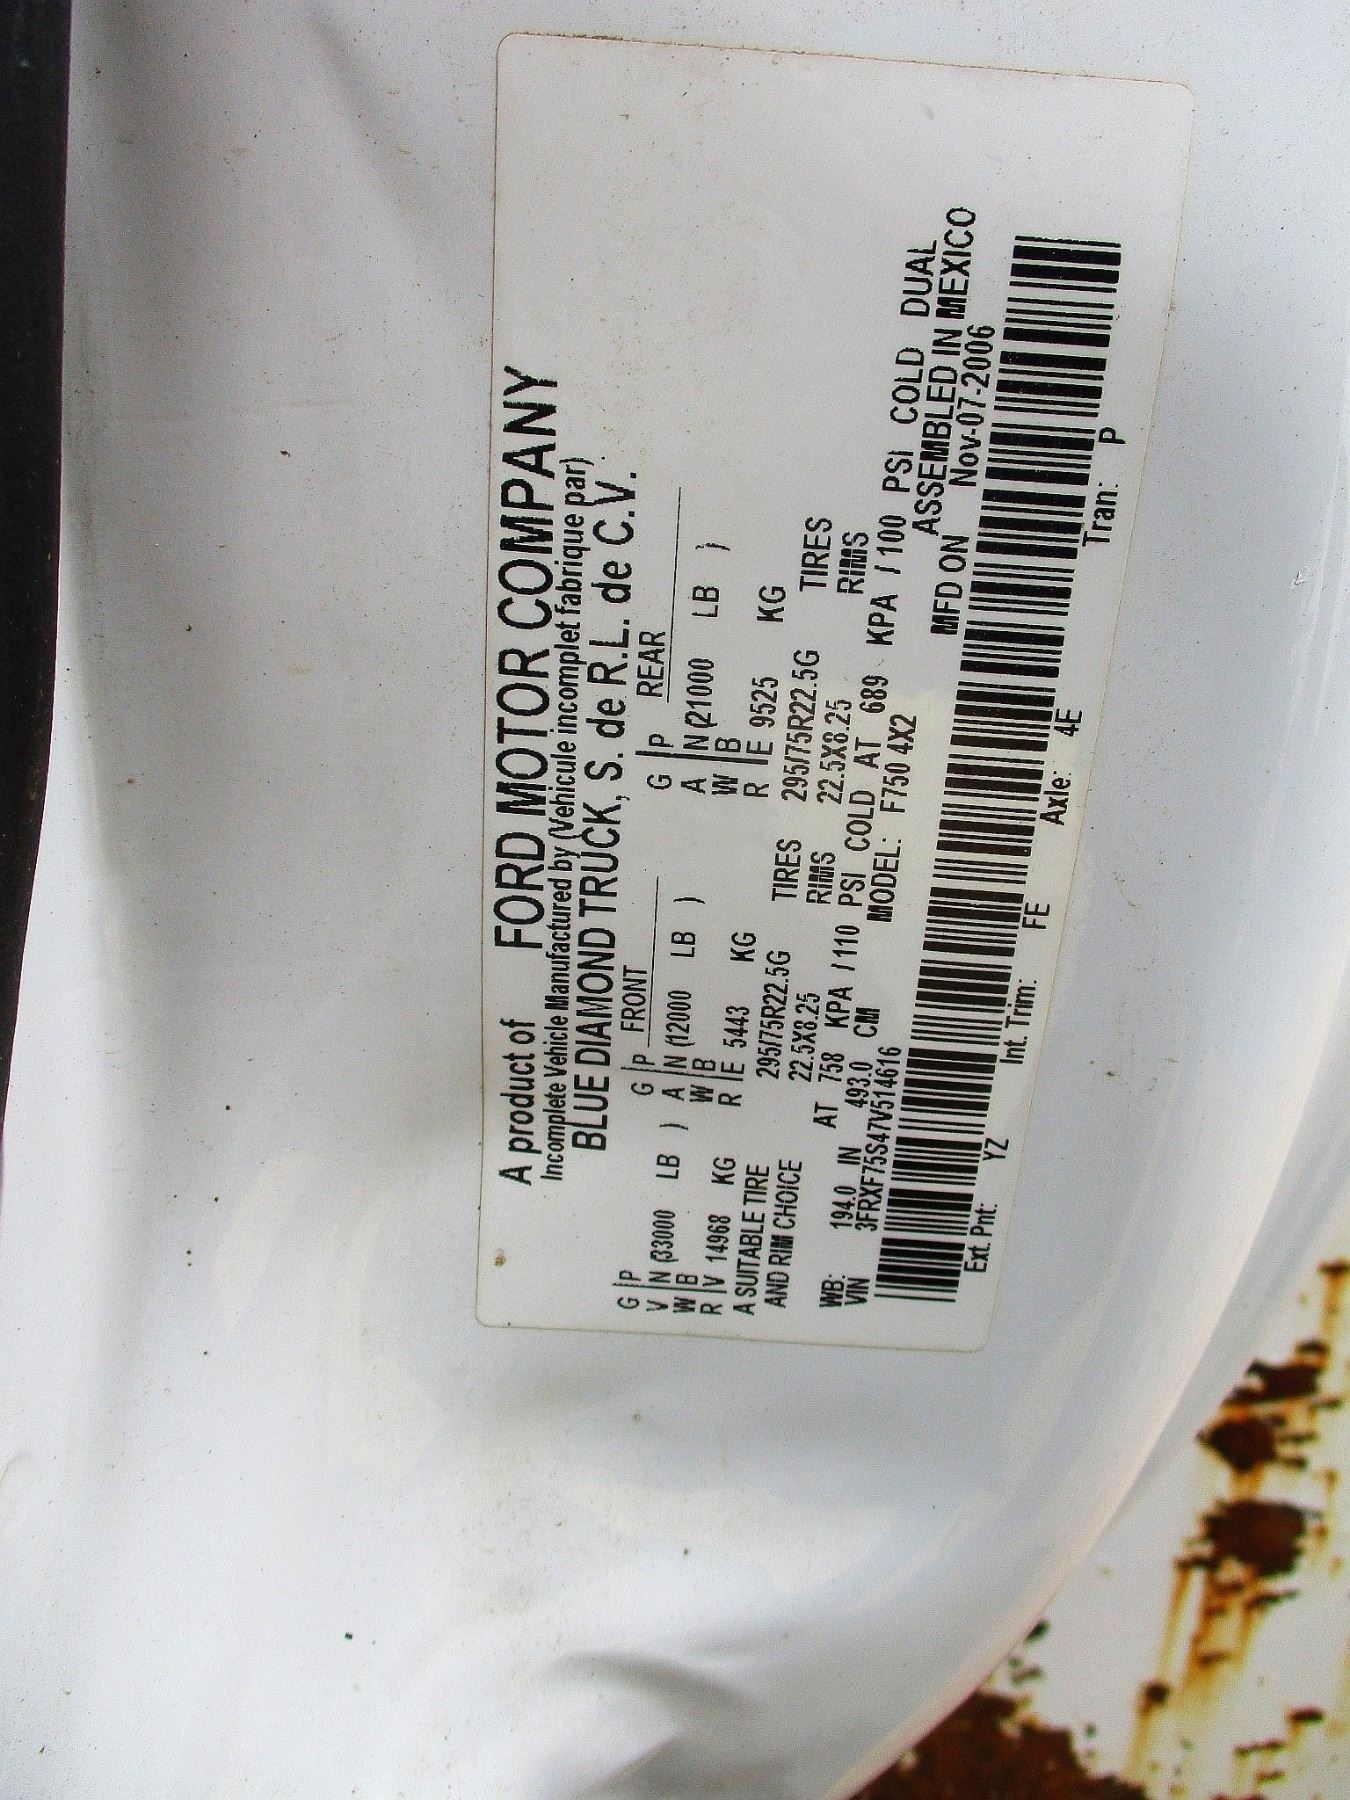 A product of FORD MOTOR COMPANY
Incomplete Vehicle Manufactured by (Vehicule incomplet fabrique par)
BLUE DIAMOND TRUCK, S. de R.L. de C.V.
FRONT REAR
G|P G|P G|P
V|N (33000 LB ) A|N (12000 LB ) A|N (21000 LB )
W|B W|B W|B
R|V 14968 KG R|E 5443 KG R|E 9525 KG
A SUITABLE TIRE 295/75R22.5G TIRES 295/75R22.5G TIRES
AND RIM CHOICE 22.5X8.25 RIMS 22.5X8.25 RIMS
AT 758 KPA / 110 PSI COLD AT 689 KPA / 100 PSI COLD DUAL
WB: 194.0 IN 493.0 CM MODEL: F750 4X2 ASSEMBLED IN MEXICO
VIN 3FRXF75S47V514616 MFD ON Nov-07-2006
Ext. Pnt: YZ Int. Trim: FE Axle: 4E Tran: P